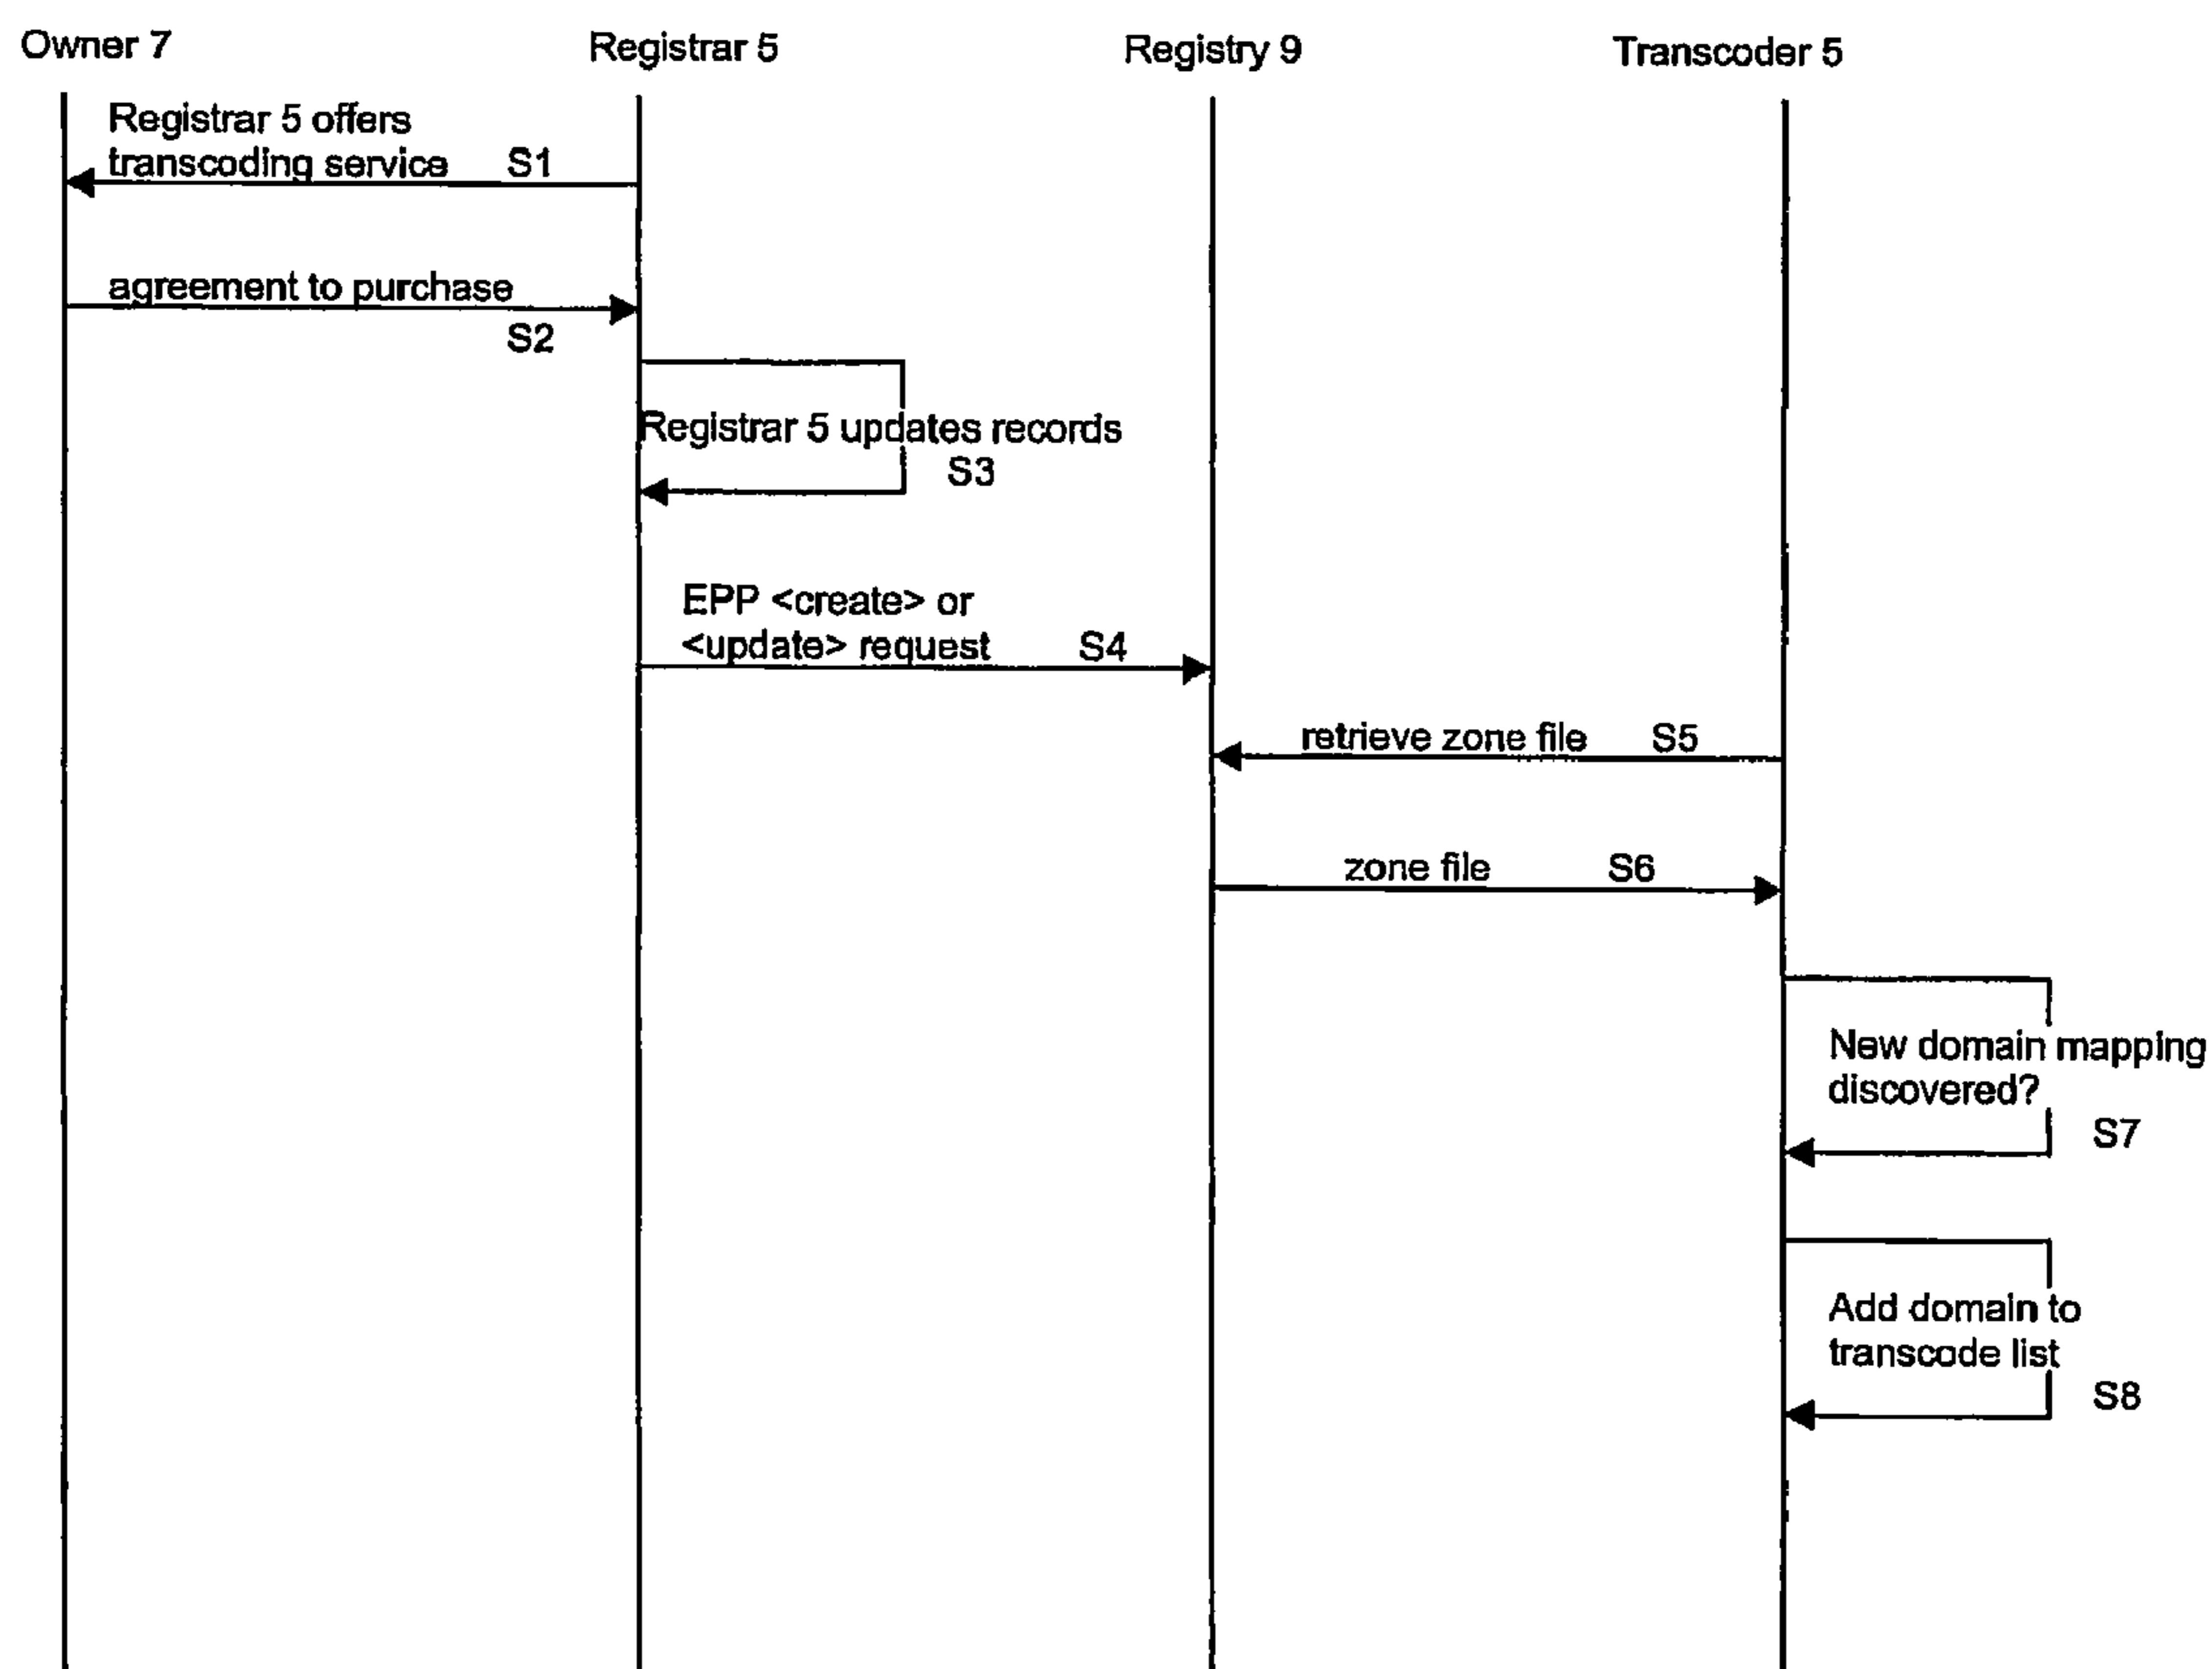 Owner 7
Registrar 5
Registry 9
Transcoder 5
Registrar 5 offers
transcoding service
S1
agreement to purchase
S2
Registrar 5 updates records
S3
EPP <create> or
<update> request
S4
retrieve zone file
S5
zone file
S6
New domain mapping
discovered?
S7
Add domain to
transcode list
S8